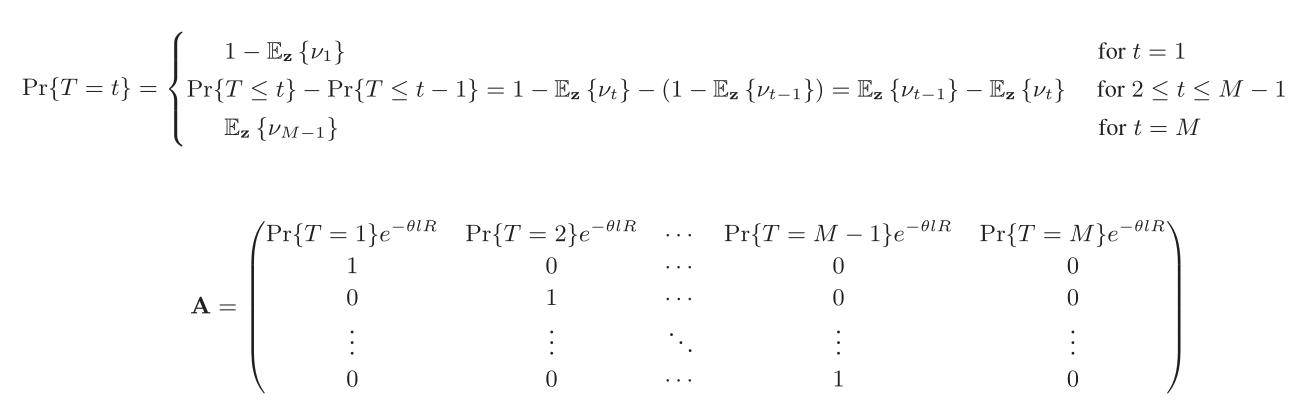 1 − 𝔼_𝐳 {ν_1} for t = 1
Pr{T = t} = { Pr{T ≤ t} − Pr{T ≤ t − 1} = 1 − 𝔼_𝐳 {ν_t} − (1 − 𝔼_𝐳 {ν_{t−1}}) = 𝔼_𝐳 {ν_{t−1}} − 𝔼_𝐳 {ν_t} for 2 ≤ t ≤ M − 1
𝔼_𝐳 {ν_{M−1}} for t = M
Pr{T = 1}e^{−θlR} Pr{T = 2}e^{−θlR} ⋯ Pr{T = M − 1}e^{−θlR} Pr{T = M}e^{−θlR}
1 0 ⋯ 0 0
𝐀 = 0 1 ⋯ 0 0
⋮ ⋮ ⋱ ⋮ ⋮
0 0 ⋯ 1 0